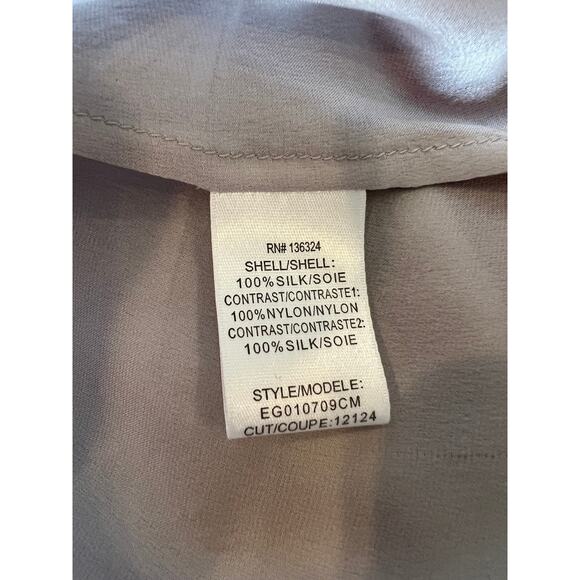 RN# 136324
SHELL/SHELL:
100%SILK/SOIE
CONTRAST/CONTRASTE1:
100%NYLON/NYLON
CONTRAST/CONTRASTE2:
100%SILK/SOIE
STYLE/MODELE:
EG010709CM
CUT/COUPE:12124